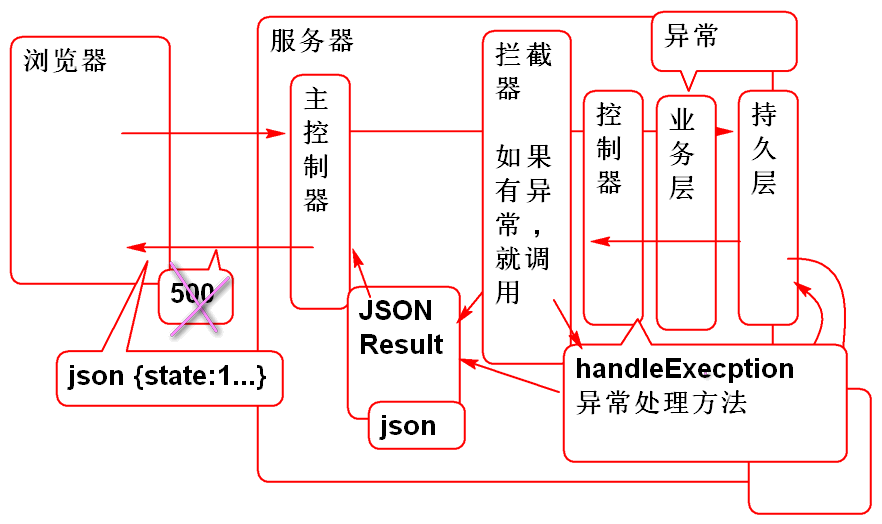 浏览器
服务器
异常
主
控
制
器
拦截
器
如果
有异
常，
就调
用
控
制
器
业
务
层
持
久
层
500
JSON
Result
json
json {state:1...}
handleExecption
异常处理方法